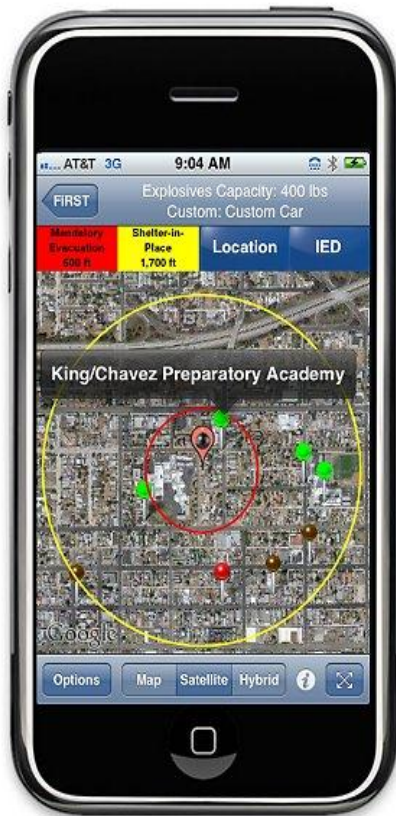 AT&T 3G 9:04 AM
FIRST
Explosives Capacity: 400 lbs
Custom: Custom Car
Mandatory
Evacuation
500 ft
Shelter-in-
Place
1,700 ft
Location
IED
King/Chavez Preparatory Academy
Google
Options
Map
Satellite
Hybrid
i